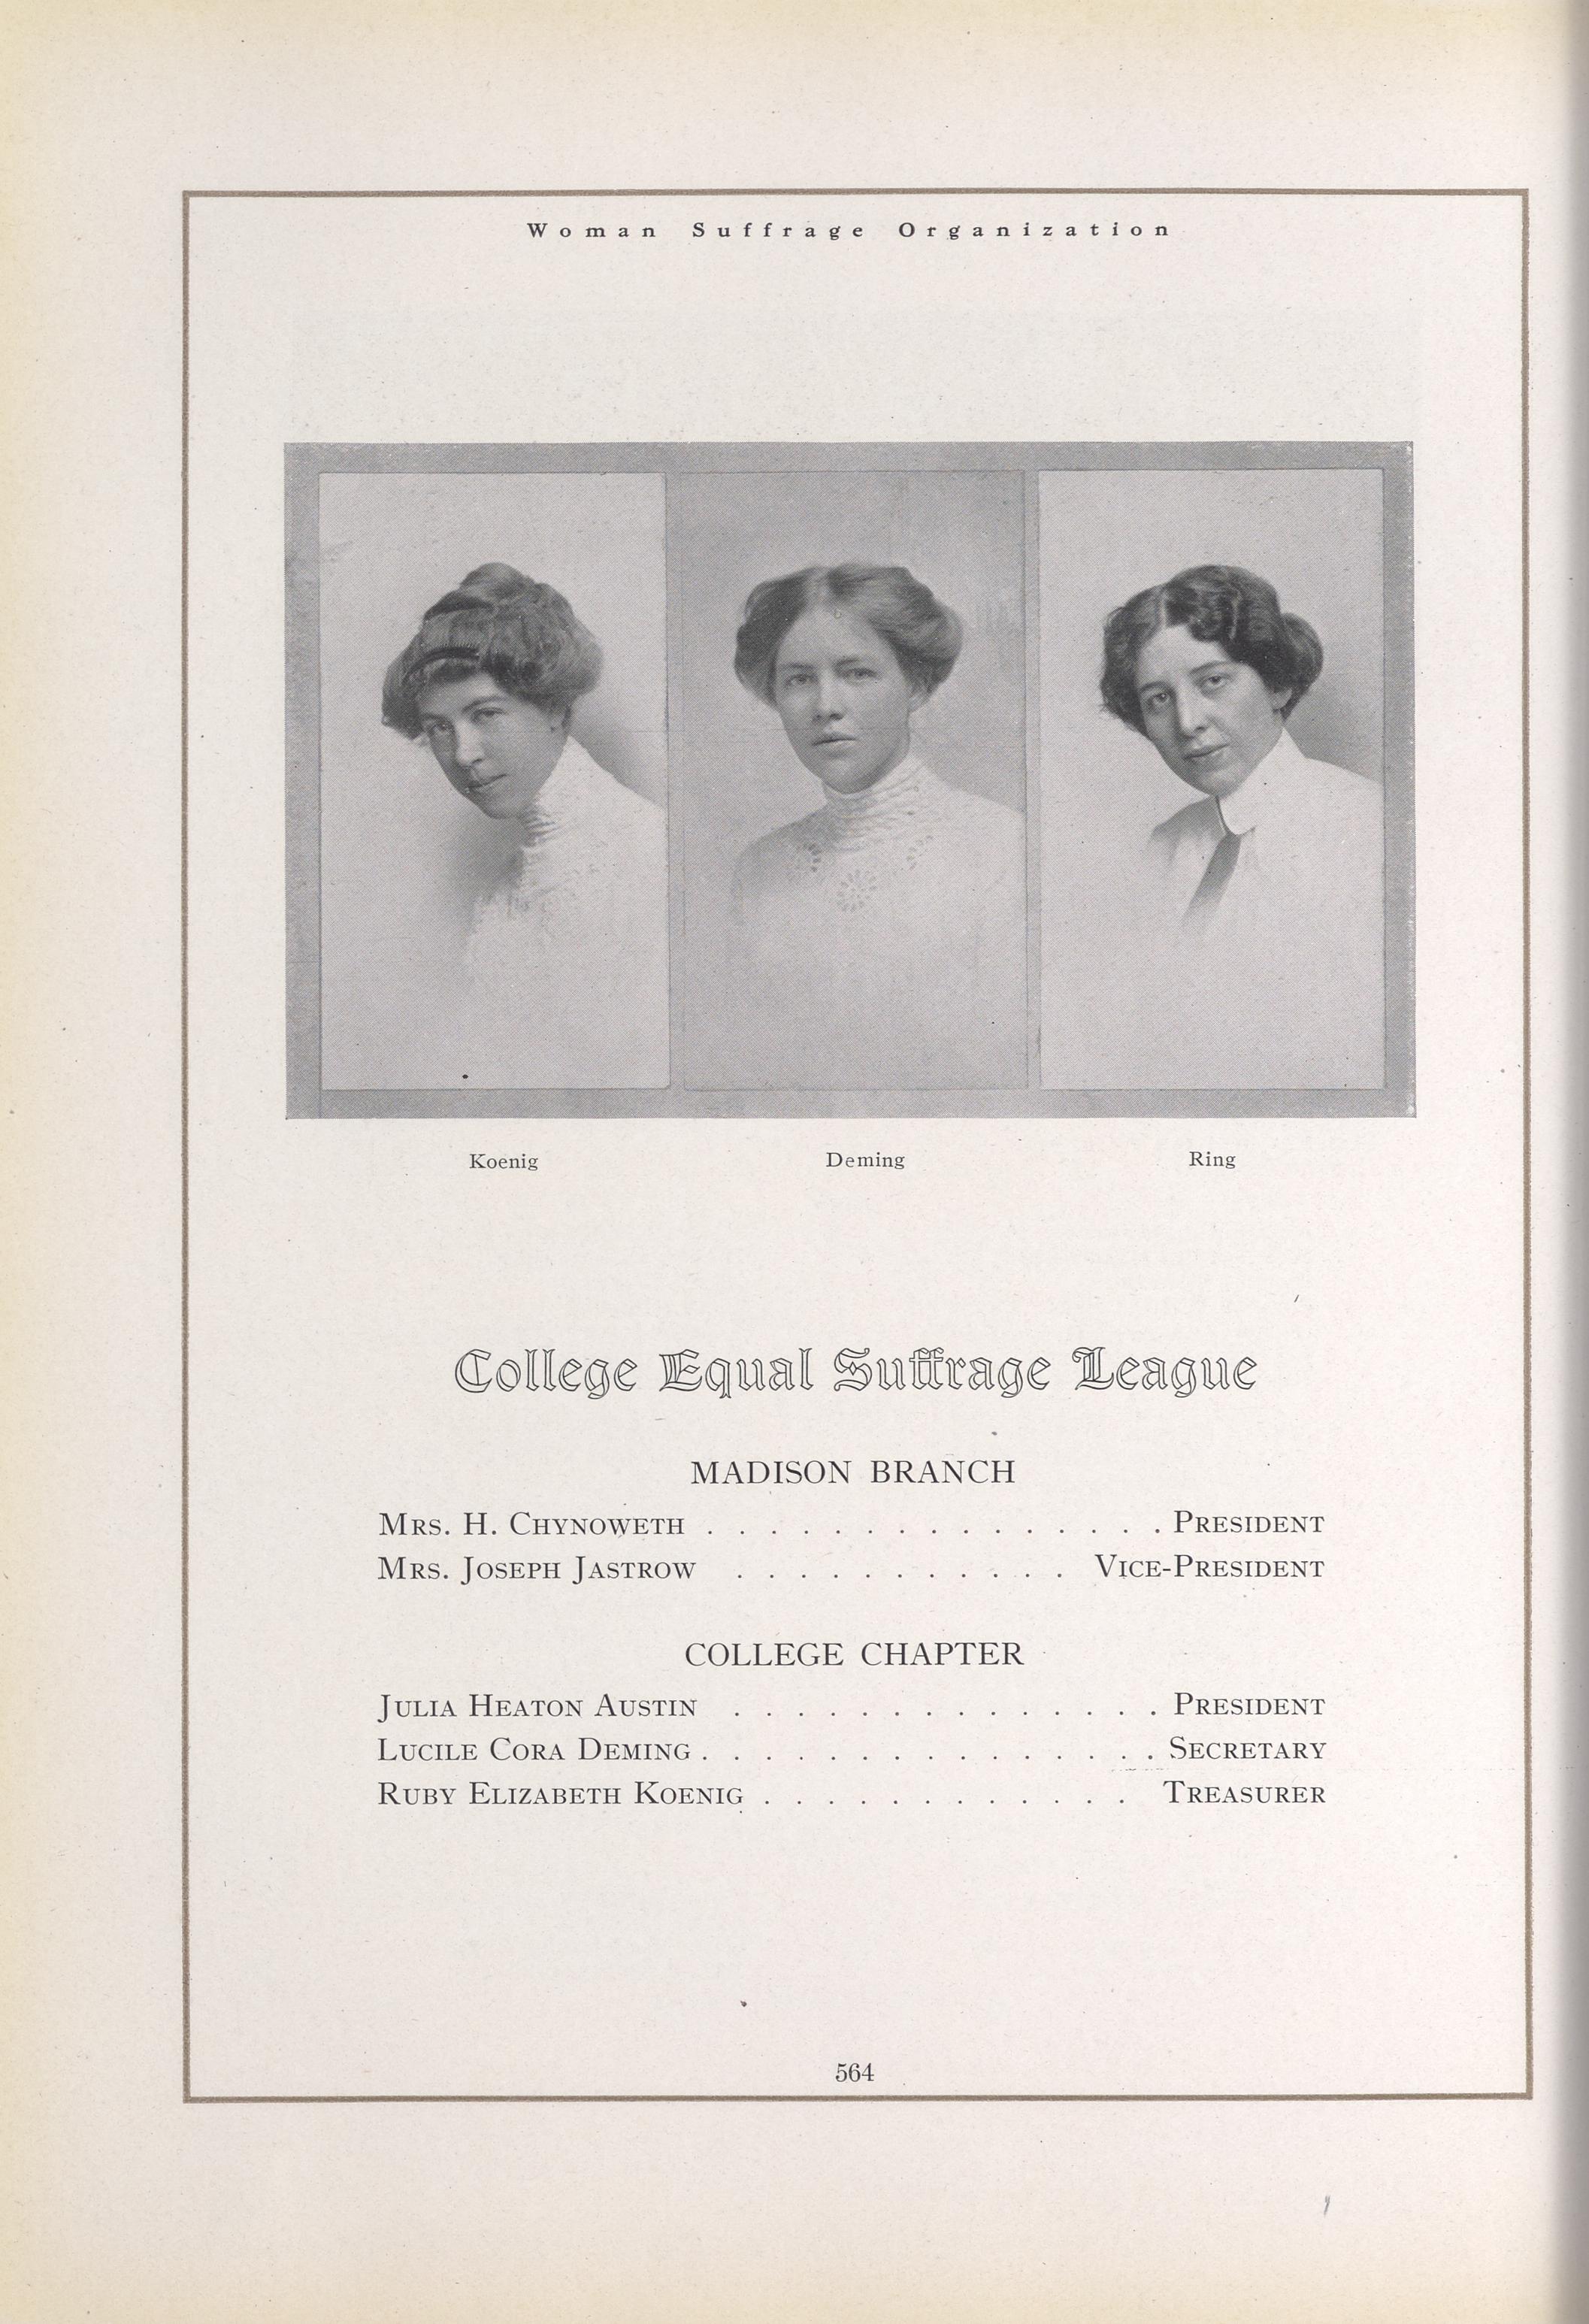 Woman Suffrage Organization
Koenig Deming Ring
College Equal Suffrage League
MADISON BRANCH
MRS. H. CHYNOWETH . . . . . . . . . . . . . . . PRESIDENT
MRS. JOSEPH JASTROW . . . . . . . . . . . VICE-PRESIDENT
COLLEGE CHAPTER
JULIA HEATON AUSTIN . . . . . . . . . . . . . . PRESIDENT
LUCILE CORA DEMING . . . . . . . . . . . . . . . SECRETARY
RUBY ELIZABETH KOENIG . . . . . . . . . . . . TREASURER
564